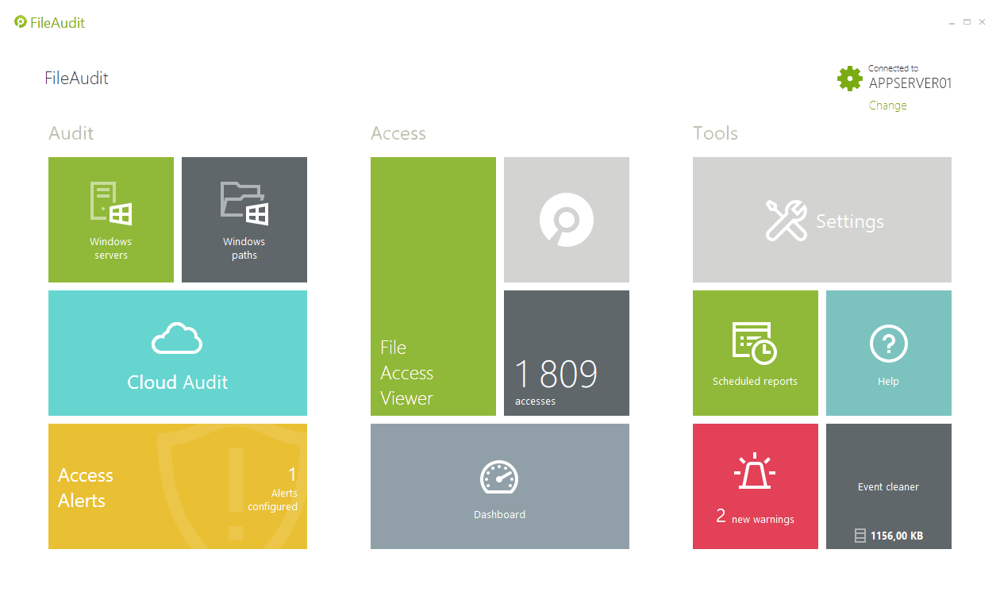 FileAudit
FileAudit
Connected to
APPSERVER01
Change
Audit
Windows
servers
Windows
paths
Cloud Audit
Access
Alerts
1
Alerts
configured
Access
File
Access
Viewer
1 809
accesses
Dashboard
Tools
Settings
Scheduled reports
?
Help
2 new warnings
Event cleaner
1156,00 KB